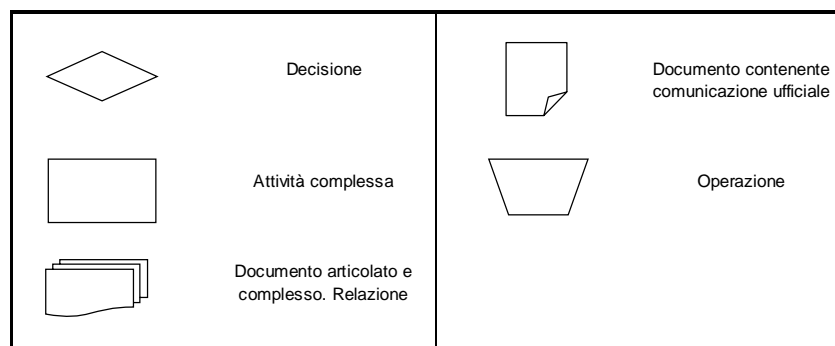 Decisione
Attività complessa
Documento articolato e
complesso. Relazione
Documento contenente
comunicazione ufficiale
Operazione